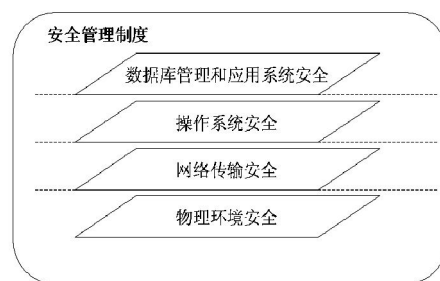 安全管理制度
数据库管理和应用系统安全
操作系统安全
网络传输安全
物理环境安全